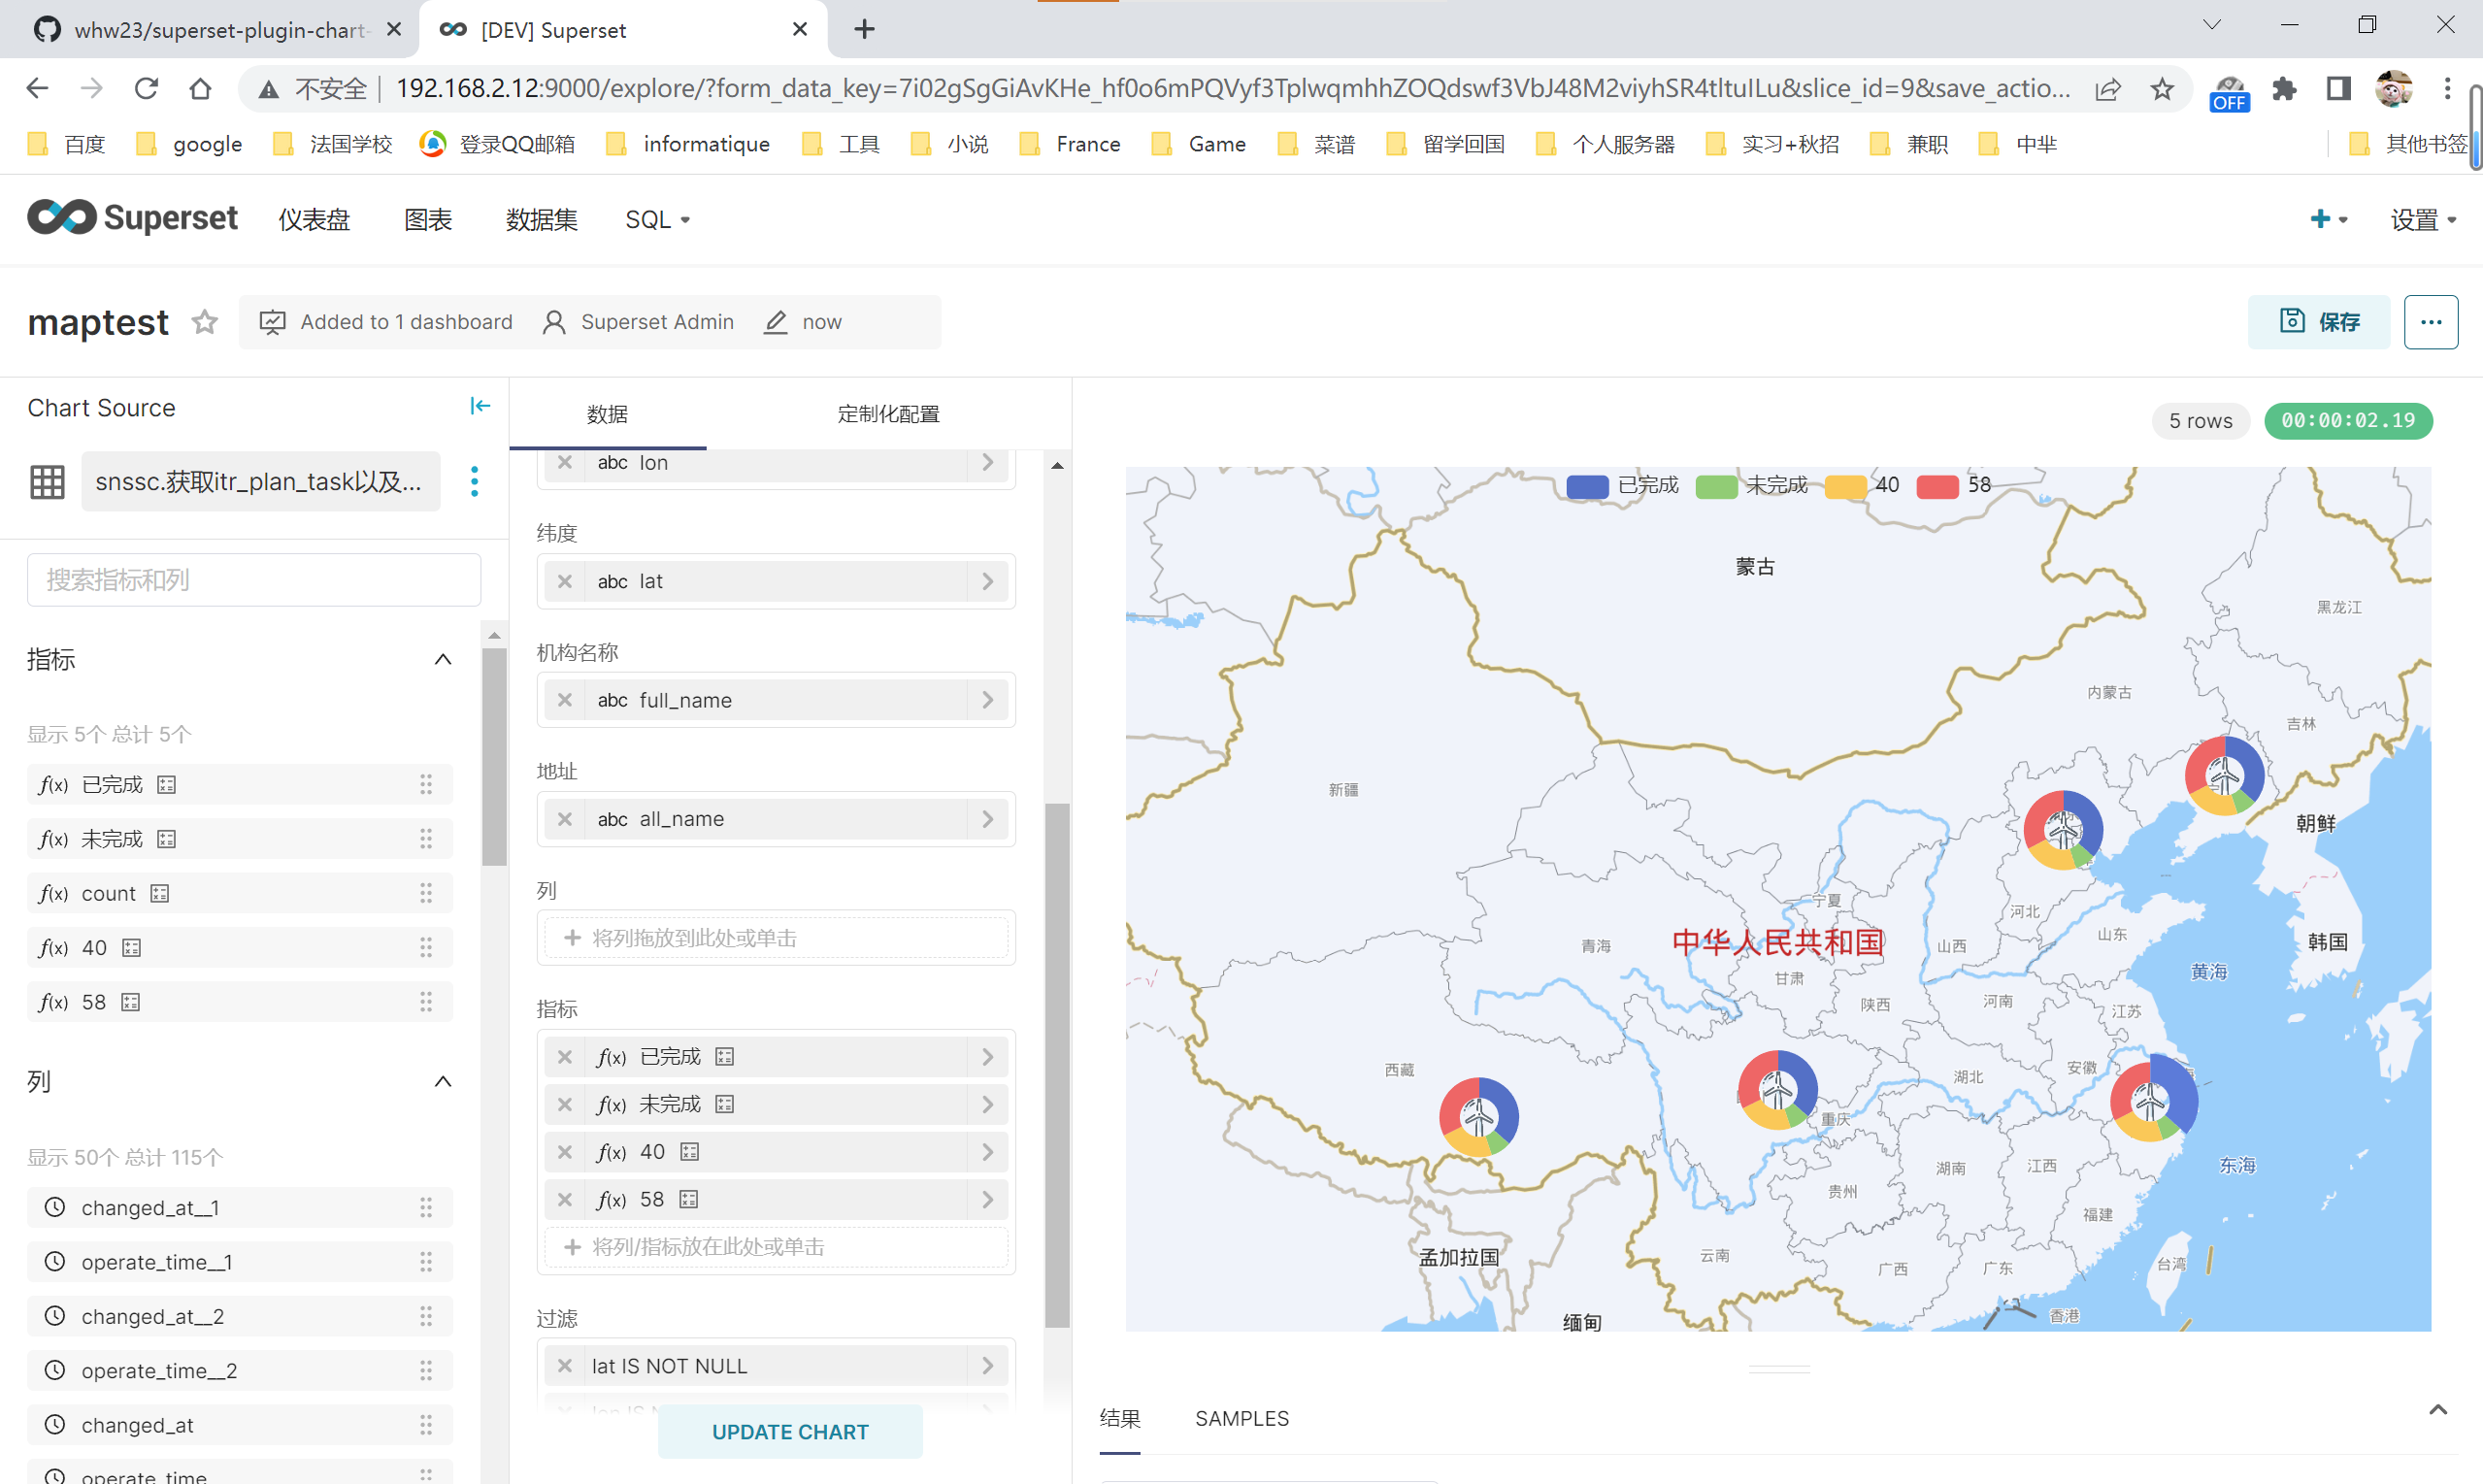 whw23/superset-plugin-chart-
[DEV] Superset
不安全
192.168.2.12:9000/explore/?form_data_key=7i02gSgGiAvKHe_hf0o6mPQVyf3TplwqmhhZOQdswf3VbJ48M2viyhSR4tltuILu&slice_id=9&save_actio...
OFF
百度
google
法国学校
登录QQ邮箱
informatique
工具
小说
France
Game
菜谱
留学回国
个人服务器
实习+秋招
兼职
中芈
其他书签
Superset
仪表盘
图表
数据集
SQL
设置
maptest
Added to 1 dashboard
Superset Admin
now
保存
Chart Source
snssc.获取itr_plan_task以及...
搜索指标和列
指标
显示 5个 总计 5个
f(x) 已完成
f(x) 未完成
f(x) count
f(x) 40
f(x) 58
列
显示 50个 总计 115个
changed_at__1
operate_time__1
changed_at__2
operate_time__2
changed_at
operate_time
数据
定制化配置
abc lon
纬度
abc lat
机构名称
abc full_name
地址
abc all_name
列
将列拖放到此处或单击
指标
f(x) 已完成
f(x) 未完成
f(x) 40
f(x) 58
将列/指标放在此处或单击
过滤
lat IS NOT NULL
UPDATE CHART
5 rows
00:00:02.19
已完成
未完成
40
58
蒙古
黑龙江
内蒙古
吉林
新疆
朝鲜
宁夏
河北
青海
中华人民共和国
山西
山东
韩国
甘肃
黄海
陕西
河南
江苏
西藏
湖北
安徽
重庆
湖南
江西
东海
贵州
福建
孟加拉国
云南
广西
广东
台湾
缅甸
香港
结果
SAMPLES